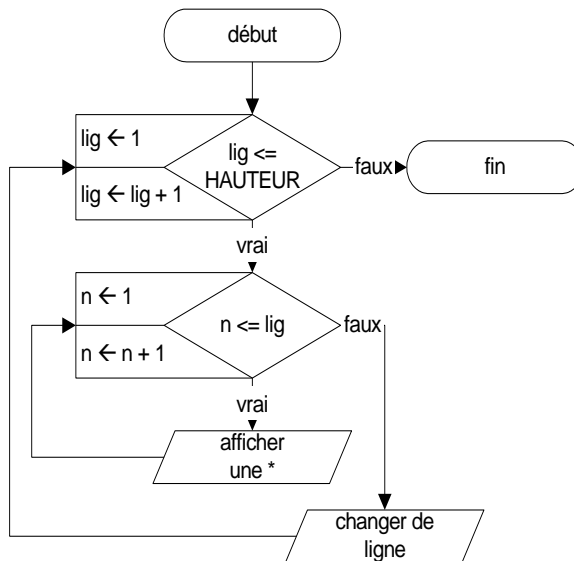 début
lig ← 1
lig ← lig + 1
lig <=
HAUTEUR
faux
fin
vrai
n ← 1
n ← n + 1
n <= lig
faux
vrai
afficher
une *
changer de
ligne